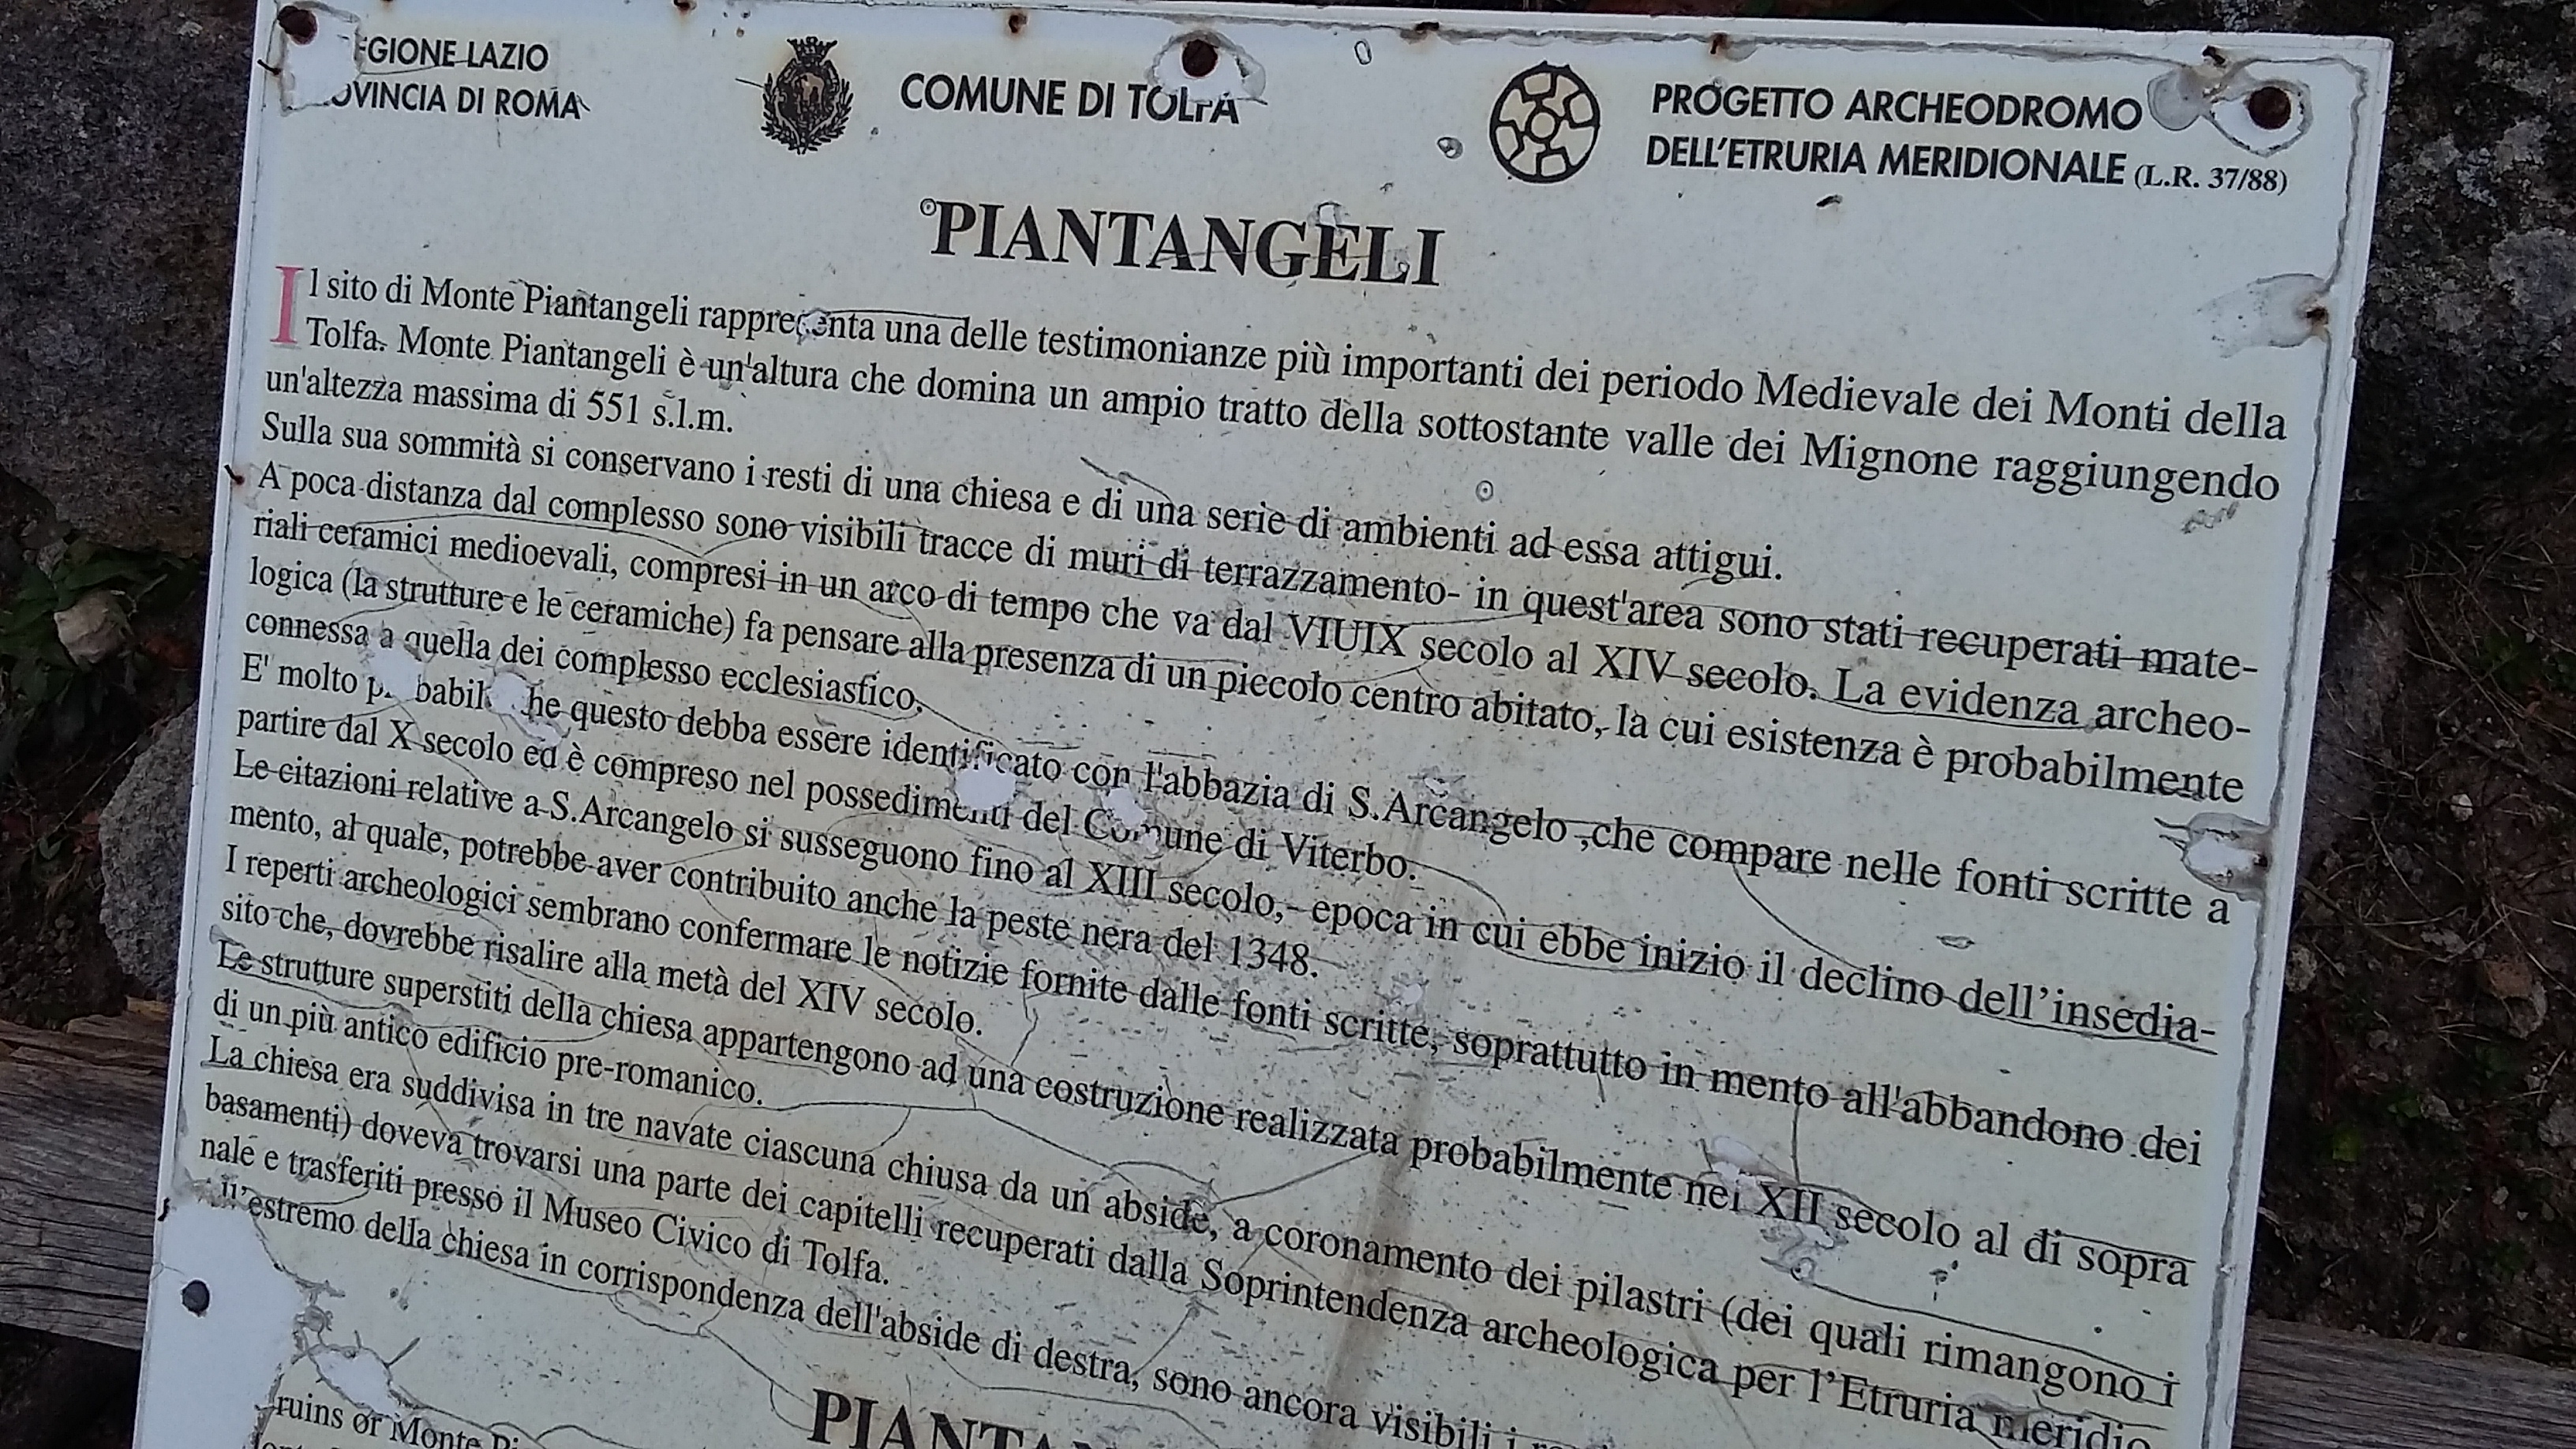 EGIONE LAZIO
OVINCIA DI ROMA
COMUNE DI TOLFA
PROGETTO ARCHEODROMO
DELL'ETRURIA MERIDIONALE (L.R. 37/88)
PIANTANGELI
Il sito di Monte Piantangeli rappresenta una delle testimonianze più importanti dei periodo Medievale dei Monti della
Tolfa. Monte Piantangeli è un'altura che domina un ampio tratto della sottostante valle dei Mignone raggiungendo
un'altezza massima di 551 s.l.m.
Sulla sua sommità si conservano i resti di una chiesa e di una serie di ambienti ad essa attigui.
A poca distanza dal complesso sono visibili tracce di muri di terrazzamento- in quest'area sono stati recuperati mate-
riali ceramici medioevali, compresi in un arco di tempo che va dal VIUIX secolo al XIV secolo. La evidenza archeo-
logica (la strutture e le ceramiche) fa pensare alla presenza di un piccolo centro abitato, la cui esistenza è probabilmente
connessa a quella dei complesso ecclesiasfico.
E' molto probabile che questo debba essere identificato con l'abbazia di S.Arcangelo ,che compare nelle fonti scritte a
partire dal X secolo ed è compreso nel possedimenti del Comune di Viterbo.
Le citazioni relative a S.Arcangelo si susseguono fino al XIII secolo,- epoca in cui ebbe inizio il declino dell'insedia-
mento, al quale, potrebbe aver contribuito anche la peste nera del 1348.
I reperti archeologici sembrano confermare le notizie fornite dalle fonti scritte, soprattutto in mento all'abbandono dei
sito che, dovrebbe risalire alla metà del XIV secolo.
Le strutture superstiti della chiesa appartengono ad una costruzione realizzata probabilmente nei XII secolo al di sopra
di un più antico edificio pre-romanico.
La chiesa era suddivisa in tre navate ciascuna chiusa da un abside, a coronamento dei pilastri (dei quali rimangono i
basamenti) doveva trovarsi una parte dei capitelli recuperati dalla Soprintendenza archeologica per l'Etruria meridio
nale e trasferiti presso il Museo Civico di Tolfa.
ll'estremo della chiesa in corrispondenza dell'abside di destra, sono ancora visibili i
PIANTAN
ruins or Monte Pi